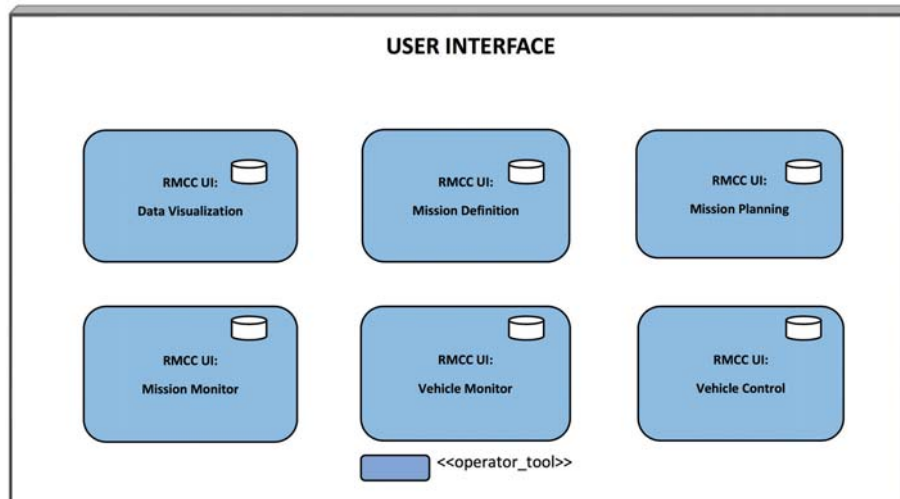 USER INTERFACE
RMCC UI:
Data Visualization
RMCC UI:
Mission Definition
RMCC UI:
Mission Planning
RMCC UI:
Mission Monitor
RMCC UI:
Vehicle Monitor
RMCC UI:
Vehicle Control
<<operator_tool>>